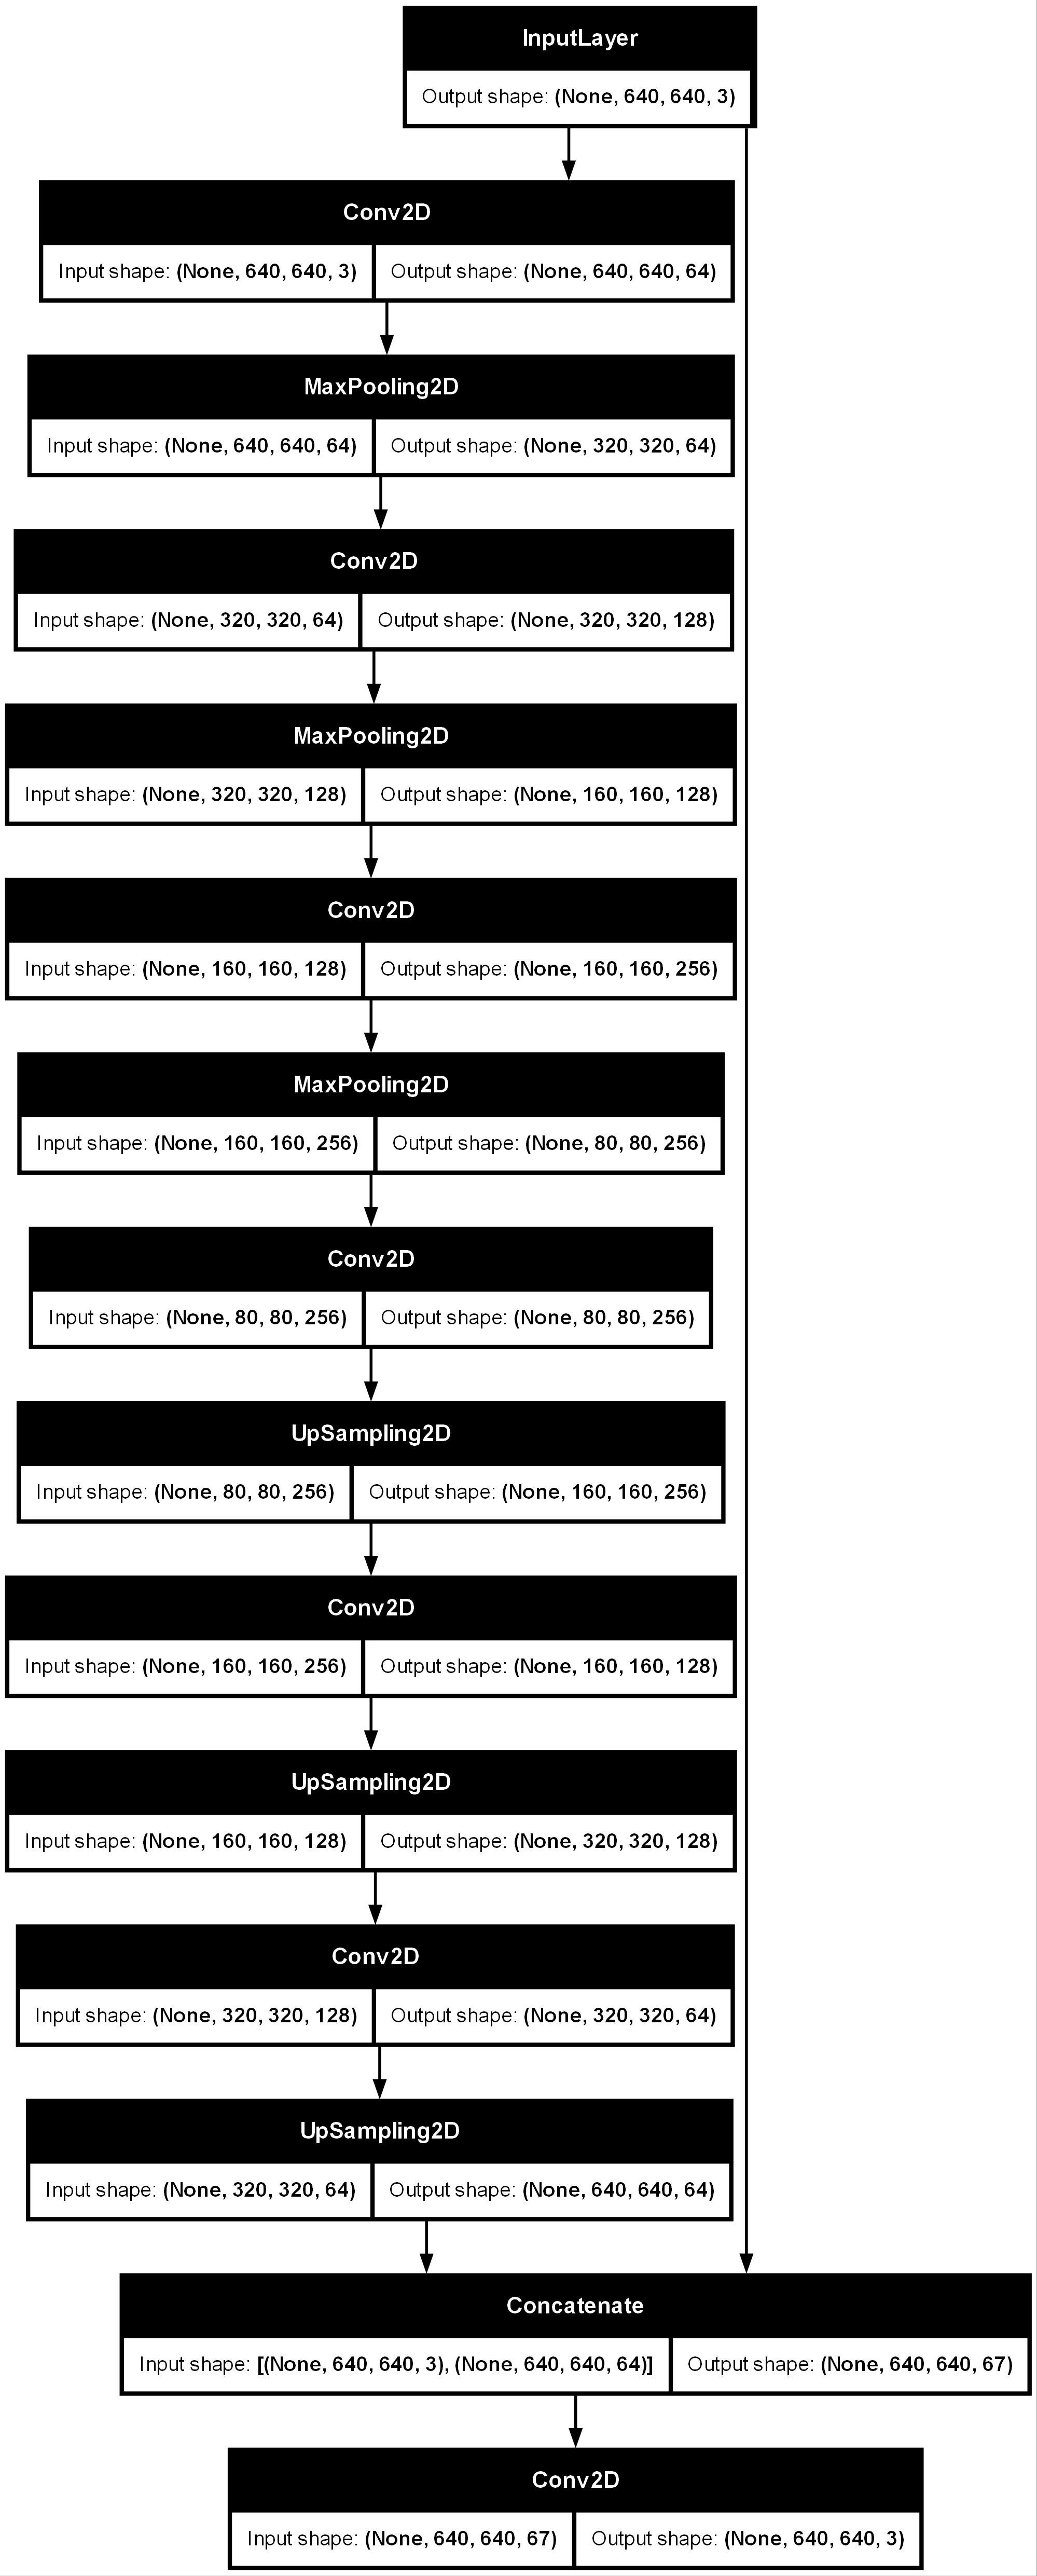 InputLayer
Output shape: (None, 640, 640, 3)
Conv2D
Input shape: (None, 640, 640, 3) Output shape: (None, 640, 640, 64)
MaxPooling2D
Input shape: (None, 640, 640, 64) Output shape: (None, 320, 320, 64)
Conv2D
Input shape: (None, 320, 320, 64) Output shape: (None, 320, 320, 128)
MaxPooling2D
Input shape: (None, 320, 320, 128) Output shape: (None, 160, 160, 128)
Conv2D
Input shape: (None, 160, 160, 128) Output shape: (None, 160, 160, 256)
MaxPooling2D
Input shape: (None, 160, 160, 256) Output shape: (None, 80, 80, 256)
Conv2D
Input shape: (None, 80, 80, 256) Output shape: (None, 80, 80, 256)
UpSampling2D
Input shape: (None, 80, 80, 256) Output shape: (None, 160, 160, 256)
Conv2D
Input shape: (None, 160, 160, 256) Output shape: (None, 160, 160, 128)
UpSampling2D
Input shape: (None, 160, 160, 128) Output shape: (None, 320, 320, 128)
Conv2D
Input shape: (None, 320, 320, 128) Output shape: (None, 320, 320, 64)
UpSampling2D
Input shape: (None, 320, 320, 64) Output shape: (None, 640, 640, 64)
Concatenate
Input shape: [(None, 640, 640, 3), (None, 640, 640, 64)] Output shape: (None, 640, 640, 67)
Conv2D
Input shape: (None, 640, 640, 67) Output shape: (None, 640, 640, 3)